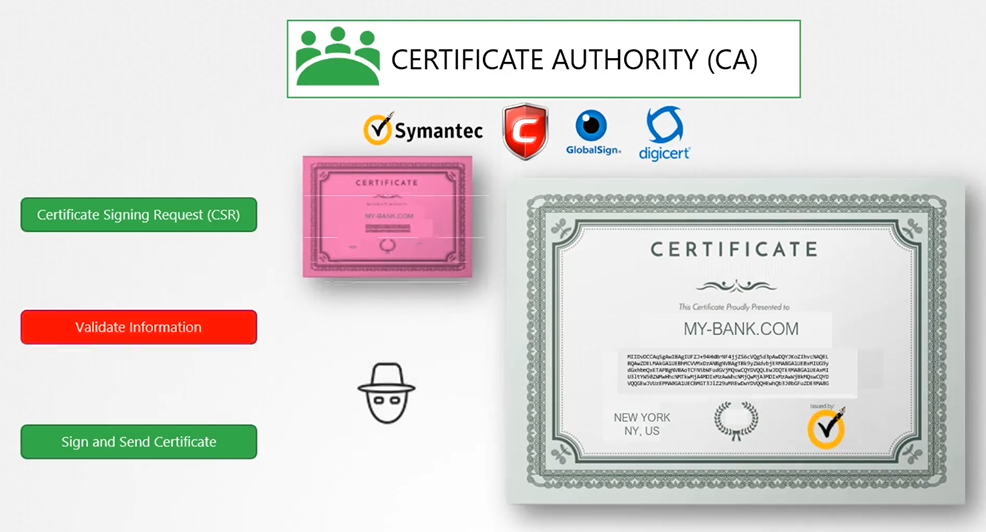 CERTIFICATE AUTHORITY (CA)
Symantec
C
GlobalSign
digicert
CERTIFICATE
MY-BANK.COM
Certificate Signing Request (CSR)
Validate Information
Sign and Send Certificate
CERTIFICATE
This Certificate Proudly Presented to
MY-BANK.COM
NEW YORK
NY, US
Issued by: